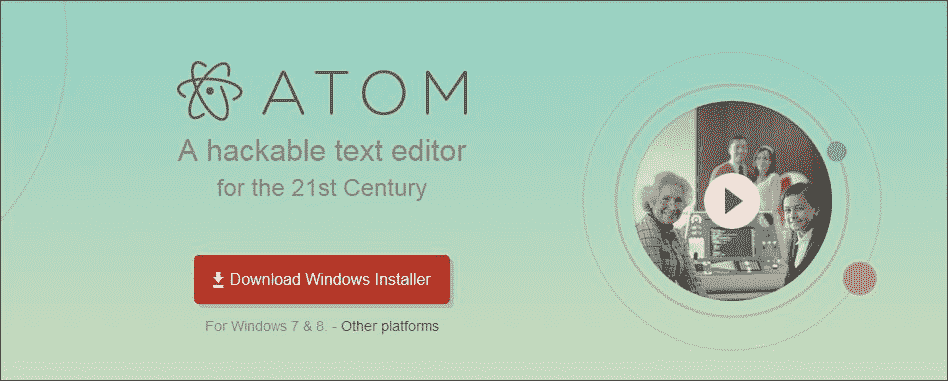 ATOM
A hackable text editor
for the 21st Century
Download Windows Installer
For Windows 7 & 8. - Other platforms